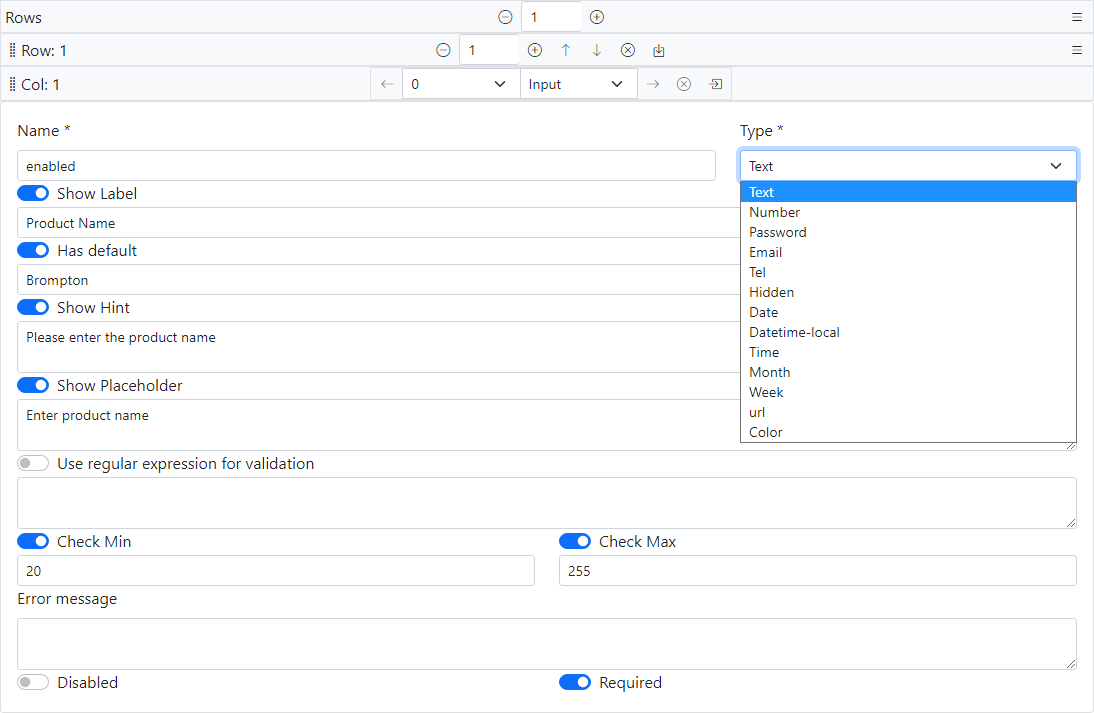 Rows 1
Row: 1 1
Col: 1 0 Input
Name * Type *
enabled Text
Show Label Text
Product Name Number
Has default Password
Brompton Email
Show Hint Tel
Please enter the product name Hidden
Show Placeholder Date
Enter product name Datetime-local
Time
Month
Week
url
Color
Use regular expression for validation
Check Min Check Max
20 255
Error message
Disabled Required